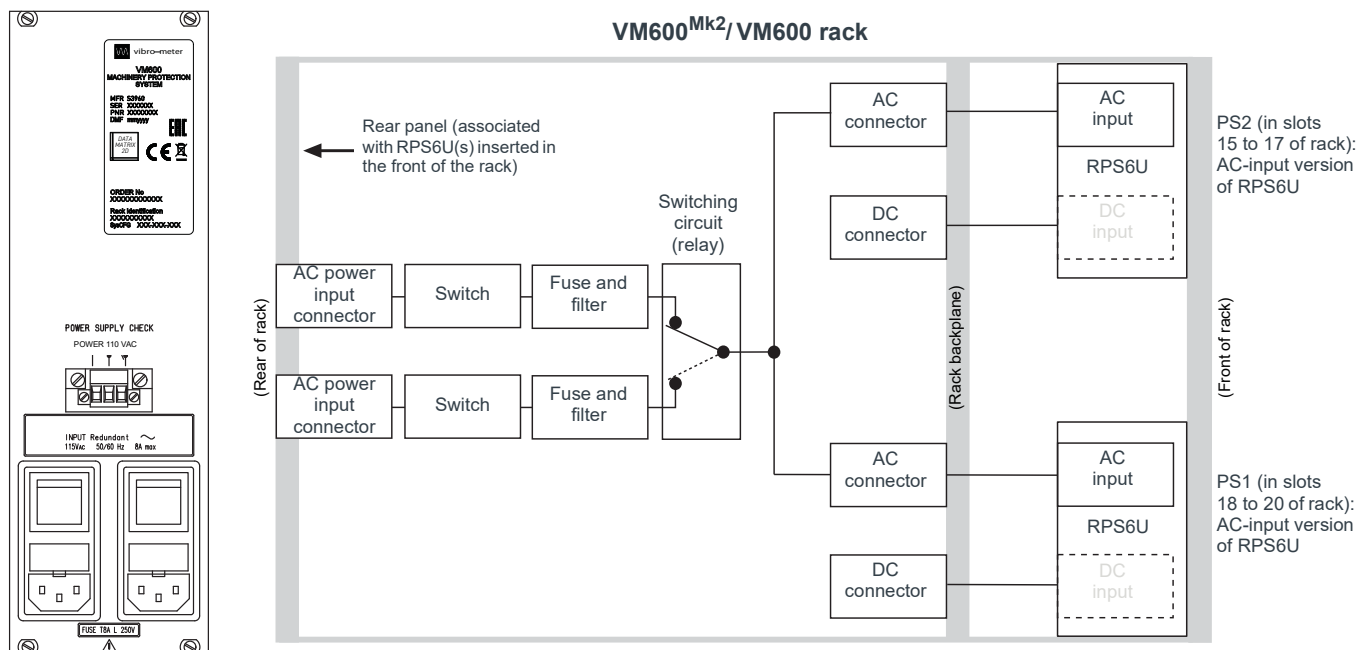 vibro-meter
VM600
MACHINERY PROTECTION
SYSTEM
MFR S3960
SER XXXXXXX
PNR XXXXXXXX
DMF mmyyyy
EAC
DATA
MATRIX
2D
CE
ORDER No
XXXXXXXXXXXX
Rack Identification
XXXXXXXXXX
SysCFG XXX-XXX-XXX
POWER SUPPLY CHECK
POWER 110 VAC
INPUT Redundant
115VAC 50/60 Hz 8A max
FUSE T8A L 250V
VM600Mk2/ VM600 rack
Rear panel (associated
with RPS6U(s) inserted in
the front of the rack)
(Rear of rack)
AC power
input
connector
Switch
Fuse and
filter
AC power
input
connector
Switch
Fuse and
filter
Switching
circuit
(relay)
AC
connector
DC
connector
AC
connector
DC
connector
(Rack backplane)
AC
input
RPS6U
DC
input
AC
input
RPS6U
DC
input
(Front of rack)
PS2 (in slots
15 to 17 of rack):
AC-input version
of RPS6U
PS1 (in slots
18 to 20 of rack):
AC-input version
of RPS6U